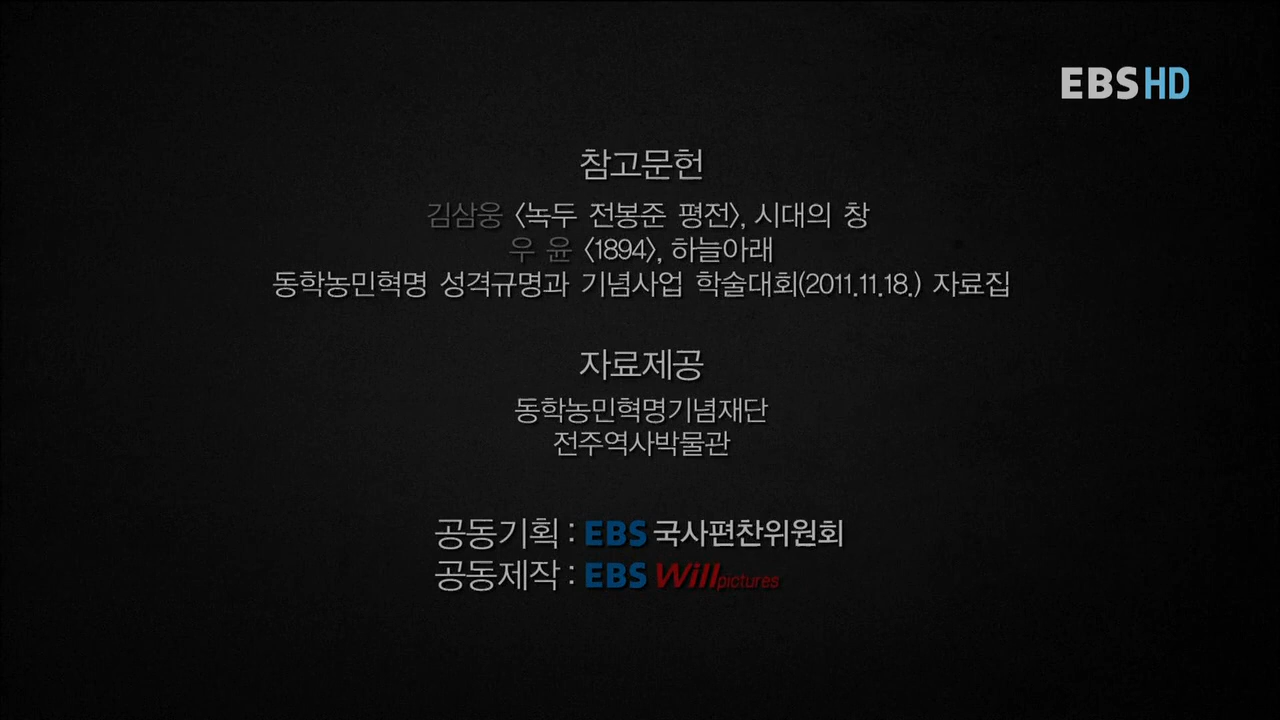 EBS HD
참고문헌
김삼웅 〈녹두 전봉준 평전〉, 시대의 창
우 윤 〈1894〉, 하늘아래
동학농민혁명 성격규명과 기념사업 학술대회(2011.11.18.) 자료집
자료제공
동학농민혁명기념재단
전주역사박물관
공동기획 : EBS 국사편찬위원회
공동제작 : EBS Will pictures